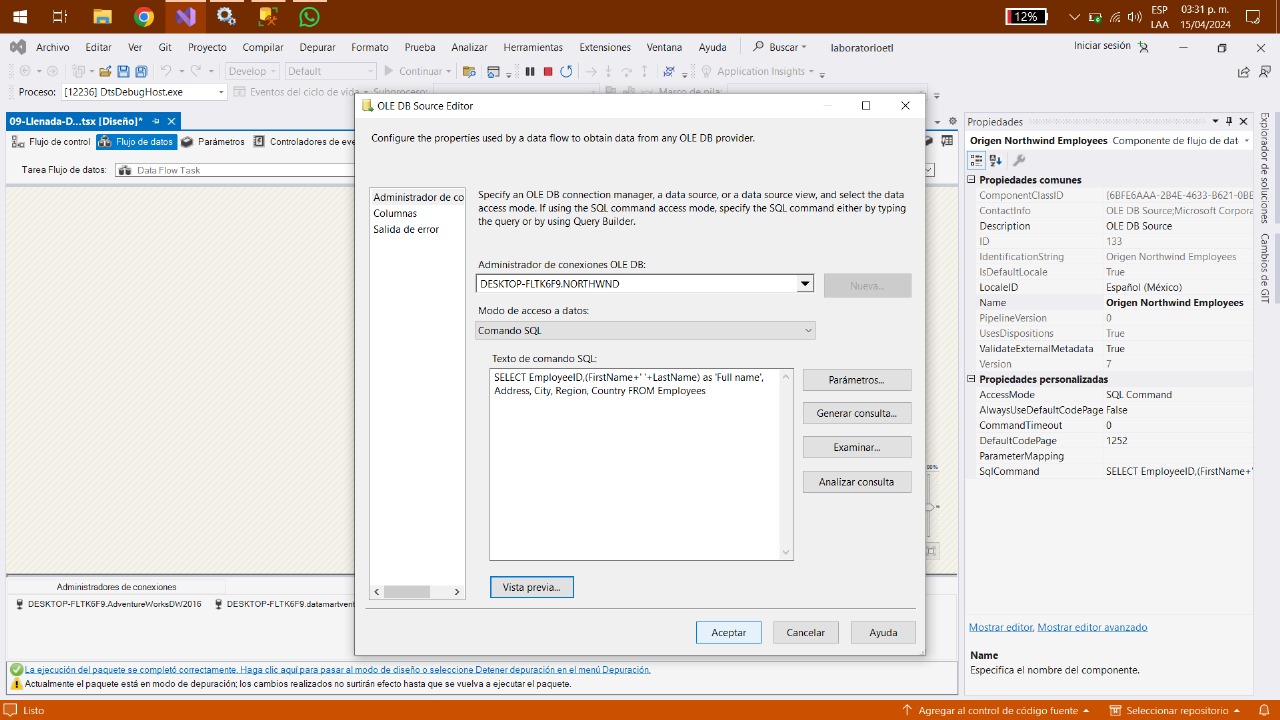 12%
ESP
LAA
03:31 p. m.
15/04/2024
Archivo Editar Ver Git Proyecto Compilar Depurar Formato Prueba Analizar Herramientas Extensiones Ventana Ayuda Buscar laboratorioetl Iniciar sesión
Develop Default Continuar Application Insights
Proceso: [12236] DtsDebugHost.exe Eventos del ciclo de vida Subproceso: Marco de pila:
09-Llenada-D...tsx [Diseño]*
Flujo de control Flujo de datos Parámetros Controladores de eve
Tarea Flujo de datos: Data Flow Task
OLE DB Source Editor
Configure the properties used by a data flow to obtain data from any OLE DB provider.
Administrador de co
Columnas
Salida de error
Specify an OLE DB connection manager, a data source, or a data source view, and select the data
access mode. If using the SQL command access mode, specify the SQL command either by typing
the query or by using Query Builder.
Administrador de conexiones OLE DB:
DESKTOP-FLTK6F9.NORTHWND
Nueva...
Modo de acceso a datos:
Comando SQL
Texto de comando SQL:
SELECT EmployeeID,(FirstName+' '+LastName) as 'Full name',
Address, City, Region, Country FROM Employees
Parámetros...
Generar consulta...
Examinar...
Analizar consulta
Vista previa...
Aceptar Cancelar Ayuda
Propiedades
Origen Northwind Employees Componente de flujo de dat
Propiedades comunes
ComponentClassID {6BFE6AAA-2B4E-4633-B621-0BE
ContactInfo OLE DB Source;Microsoft Corpora
Description OLE DB Source
ID 133
IdentificationString Origen Northwind Employees
IsDefaultLocale True
LocaleID Español (México)
Name Origen Northwind Employees
PipelineVersion 0
UsesDispositions True
ValidateExternalMetadata True
Version 7
Propiedades personalizadas
AccessMode SQL Command
AlwaysUseDefaultCodePage False
CommandTimeout 0
DefaultCodePage 1252
ParameterMapping
SqlCommand SELECT EmployeeID,(FirstName+'
Mostrar editor, Mostrar editor avanzado
Name
Especifica el nombre del componente.
Explorador de soluciones
Cambios de GIT
Administradores de conexiones
DESKTOP-FLTK6F9.AdventureWorksDW2016 DESKTOP-FLTK6F9.datamartvent
La ejecución del paquete se completó correctamente. Haga clic aquí para pasar al modo de diseño o seleccione Detener depuración en el menú Depuración.
Actualmente el paquete está en modo de depuración; los cambios realizados no surtirán efecto hasta que se vuelva a ejecutar el paquete.
Listo Agregar al control de código fuente Seleccionar repositorio